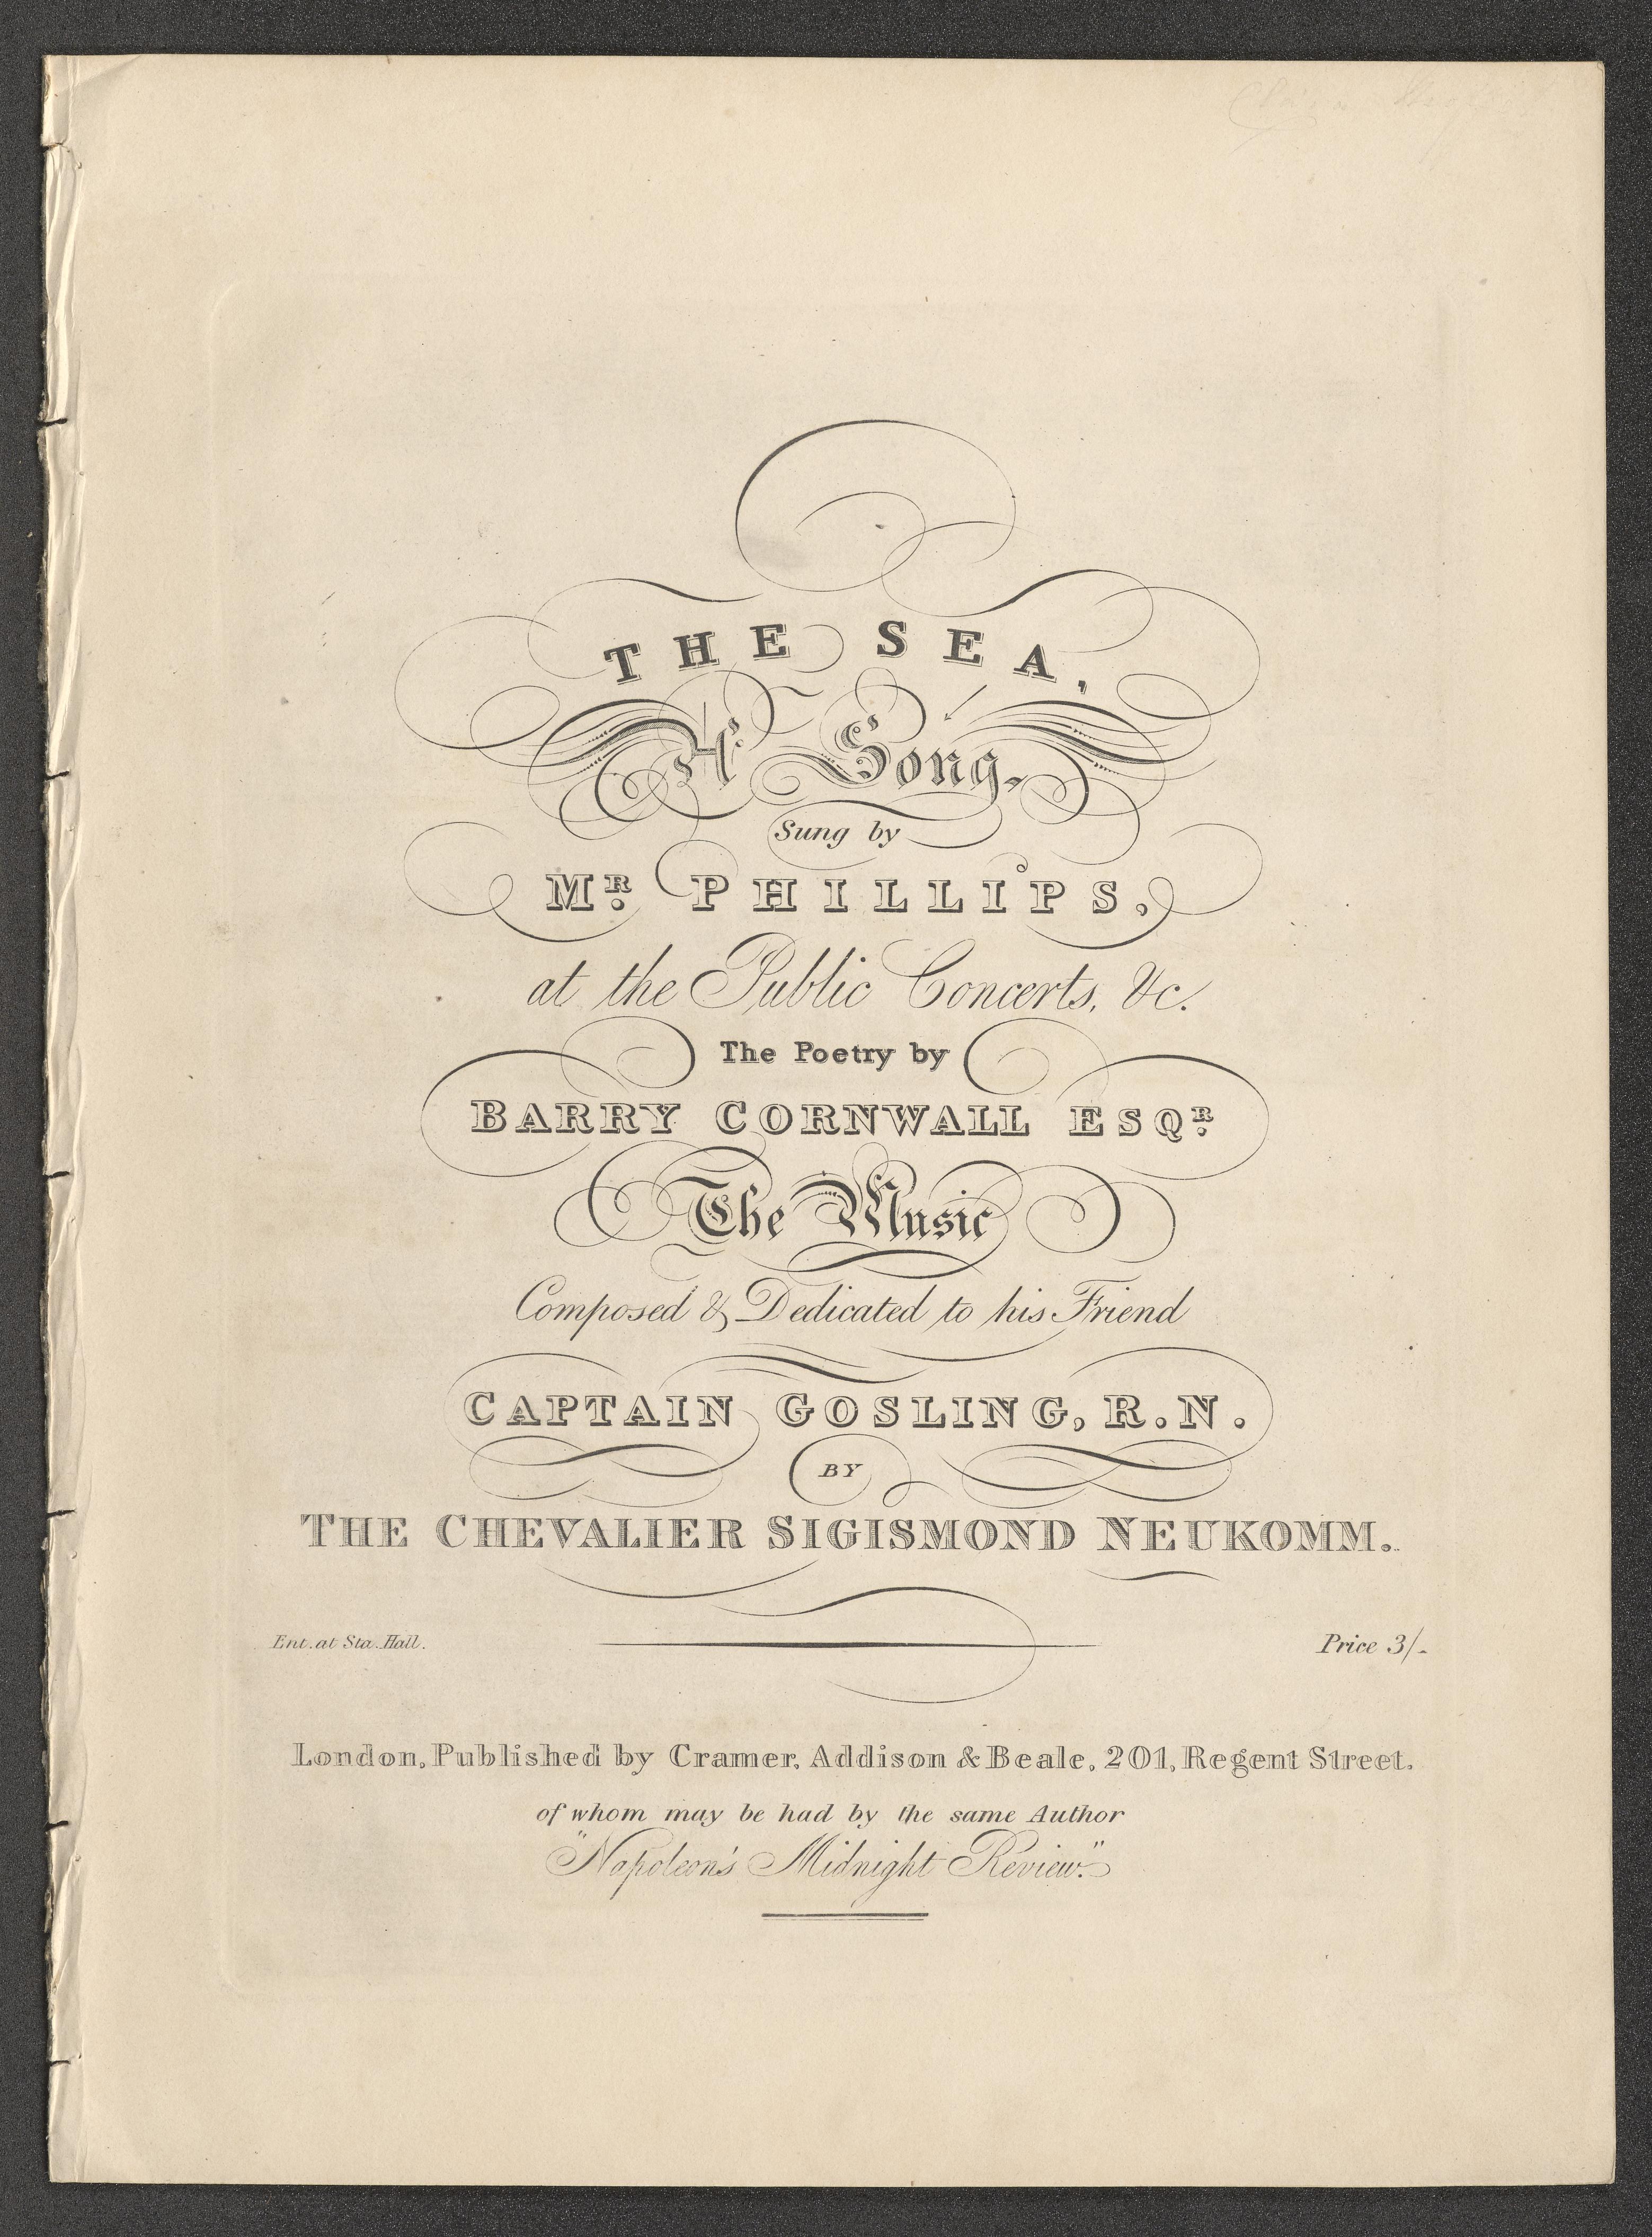 THE SEA,
A Song,
Sung by
MR. PHILLIPS,
at the Public Concerts, &c.
The Poetry by
BARRY CORNWALL ESQR.
The Music
Composed & Dedicated to his Friend
CAPTAIN GOSLING, R.N.
BY
THE CHEVALIER SIGISMOND NEUKOMM.
Ent. at Sta. Hall.
Price 3/-
London, Published by Cramer, Addison & Beale, 201, Regent Street.
of whom may be had by the same Author
"Napoleon's Midnight Review."